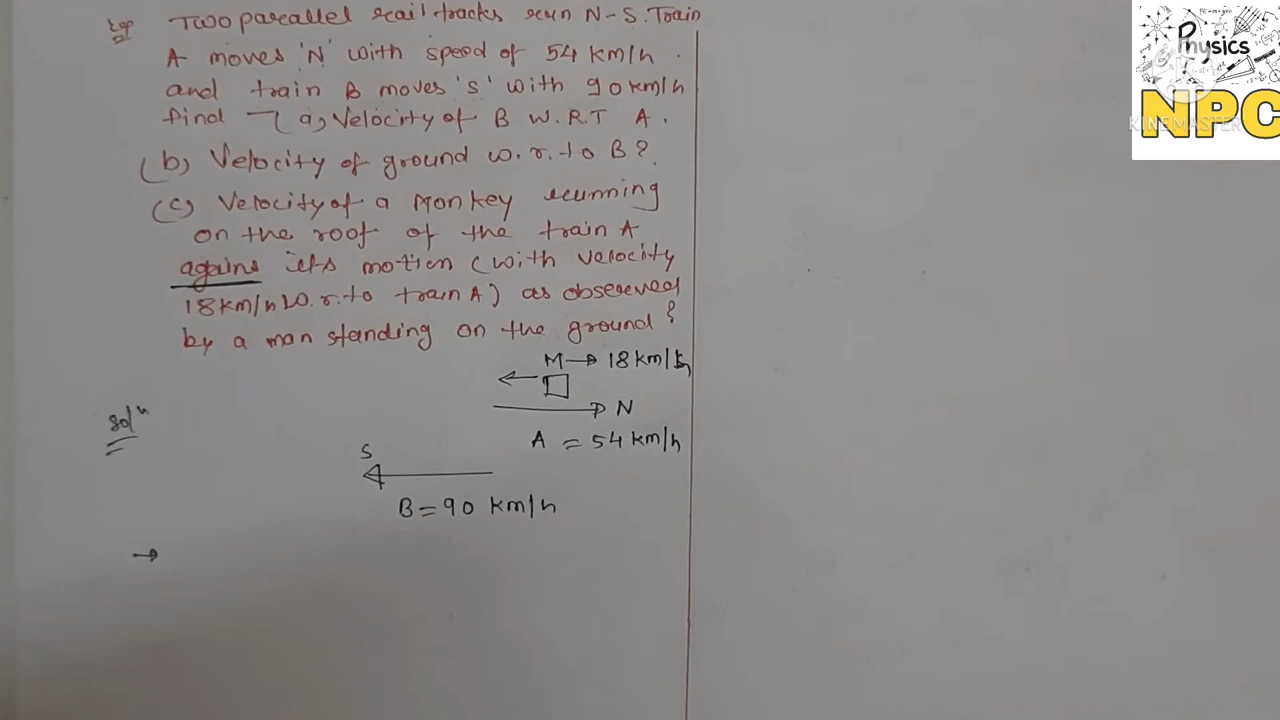 Two parallel rail tracks run N-S. Train
A moves 'N' with speed of 54 km/h.
and train B moves 's' with 90 km/h
find (a) Velocity of B W.R.T A.
(b) Velocity of ground w.r.to B?
(c) Velocity of a Monkey running
on the roof of the train A
agains its motion (with velocity
18 km/h w.r.to train A) as observed
by a man standing on the ground?
M → 18 km/h
N
A = 54 km/h
Solⁿ
S
B = 90 km/h
Physics
NPC
KINEMASTER